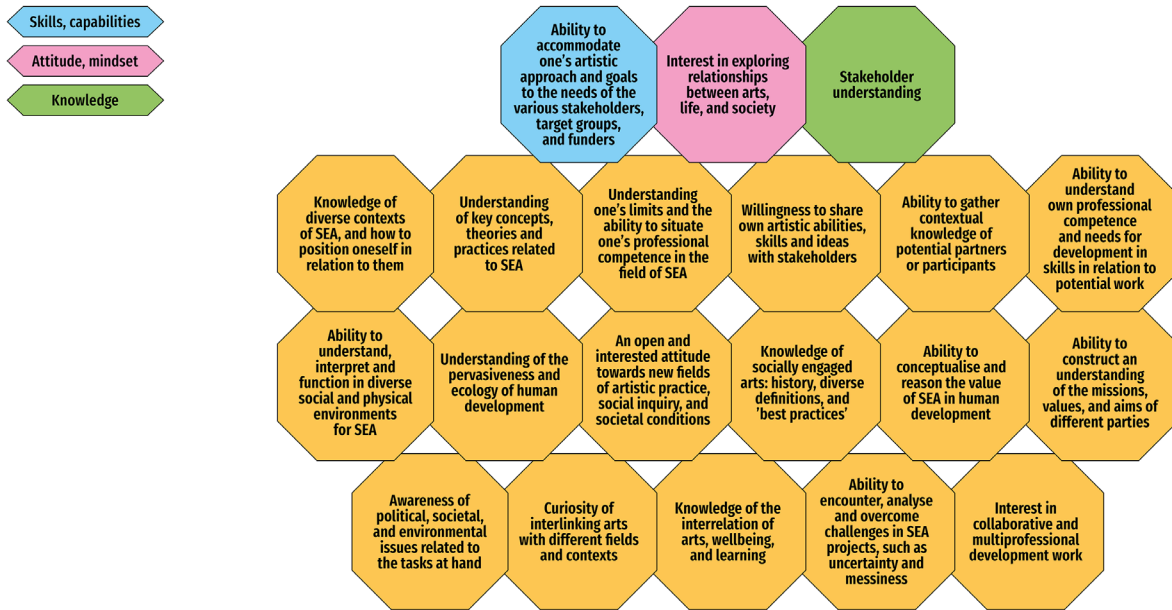 Skills, capabilities
Attitude, mindset
Knowledge
Ability to
accommodate
one's artistic
approach and goals
to the needs of the
various stakeholders,
target groups,
and funders
Interest in exploring
relationships
between arts,
life, and society
Stakeholder
understanding
Knowledge of
diverse contexts
of SEA, and how to
position oneself in
relation to them
Understanding
of key concepts,
theories and
practices related
to SEA
Understanding
one's limits and the
ability to situate
one's professional
competence in the
field of SEA
Willingness to share
own artistic abilities,
skills and ideas
with stakeholders
Ability to gather
contextual
knowledge of
potential partners
or participants
Ability to
understand
own professional
competence
and needs for
development in
skills in relation to
potential work
Ability to
understand,
interpret and
function in diverse
social and physical
environments
for SEA
Understanding of the
pervasiveness and
ecology of human
development
An open and
interested attitude
towards new fields
of artistic practice,
social inquiry, and
societal conditions
Knowledge of
socially engaged
arts: history, diverse
definitions, and
'best practices'
Ability to
conceptualise and
reason the value
of SEA in human
development
Ability to
construct an
understanding
of the missions,
values, and aims of
different parties
Awareness of
political, societal,
and environmental
issues related to
the tasks at hand
Curiosity of
interlinking arts
with different fields
and contexts
Knowledge of the
interrelation of
arts, wellbeing,
and learning
Ability to
encounter, analyse
and overcome
challenges in SEA
projects, such as
uncertainty and
messiness
Interest in
collaborative and
multiprofessional
development work